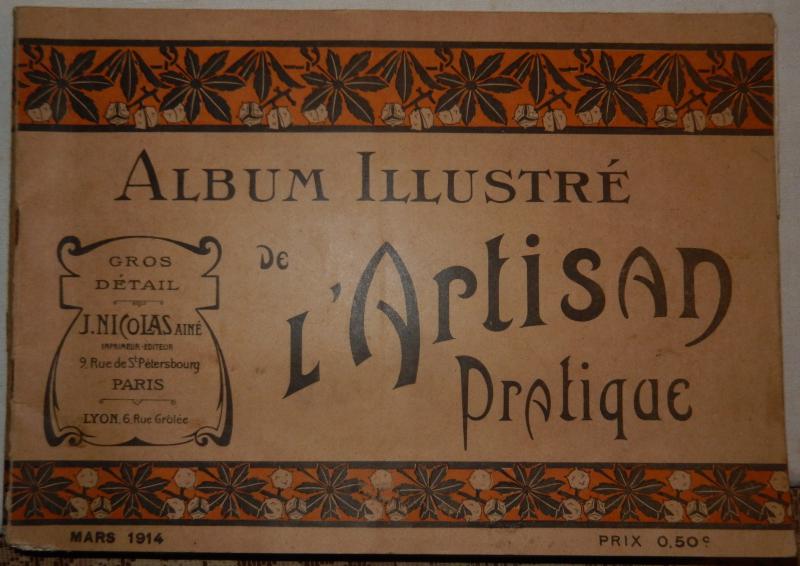 ALBUM ILLUSTRÉ
DE
L'ARTISAN
PRATIQUE
GROS
DÉTAIL
J. NICOLAS AINÉ
IMPRIMEUR-EDITEUR
9, Rue de St Pétersbourg
PARIS
LYON, 6, Rue Grôlée
MARS 1914
PRIX 0,50c